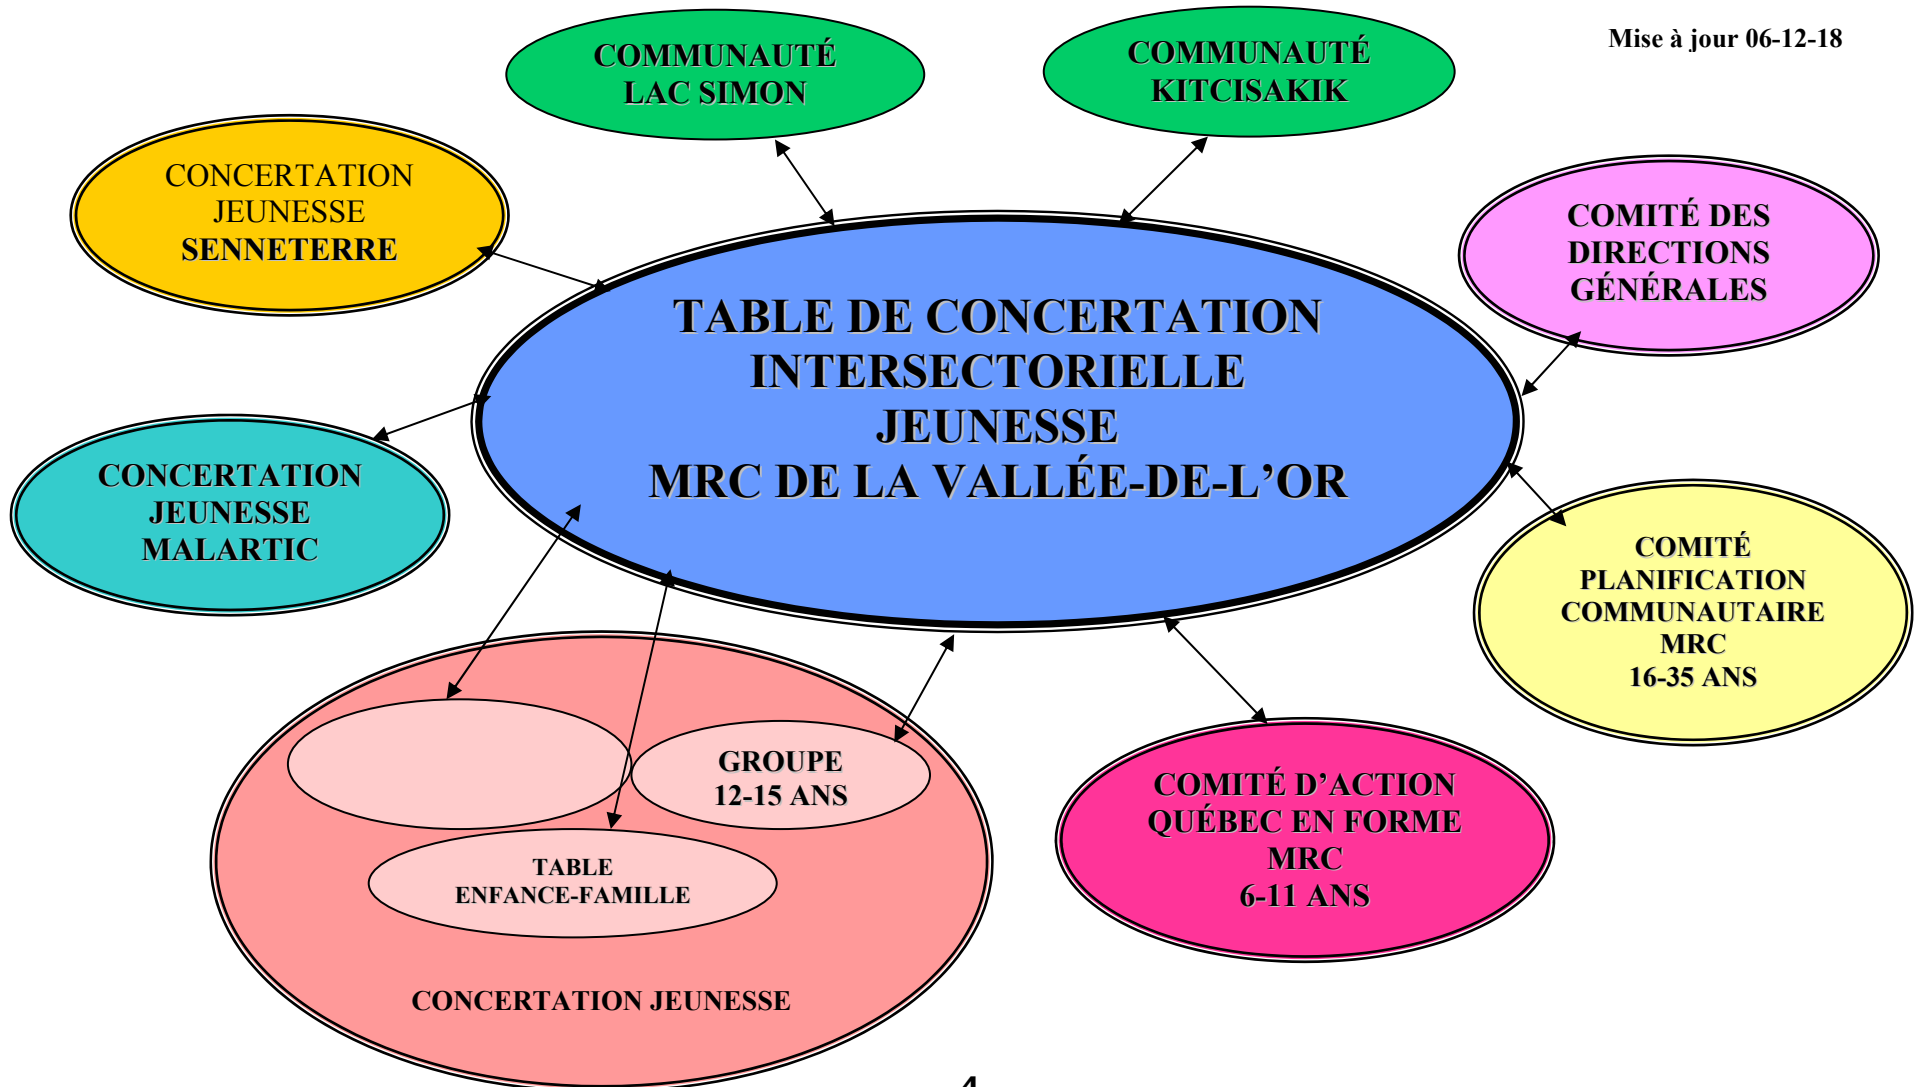 Mise à jour 06-12-18
COMMUNAUTÉ
LAC SIMON
COMMUNAUTÉ
KITCISAKIK
CONCERTATION
JEUNESSE
SENNETERRE
COMITÉ DES
DIRECTIONS
GÉNÉRALES
TABLE DE CONCERTATION
INTERSECTORIELLE
JEUNESSE
MRC DE LA VALLÉE-DE-L’OR
CONCERTATION
JEUNESSE
MALARTIC
COMITÉ
PLANIFICATION
COMMUNAUTAIRE
MRC
16-35 ANS
GROUPE
12-15 ANS
TABLE
ENFANCE-FAMILLE
CONCERTATION JEUNESSE
COMITÉ D’ACTION
QUÉBEC EN FORME
MRC
6-11 ANS
4